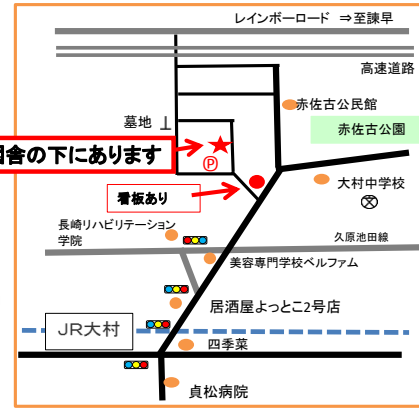 レインボーロード ⇒至諫早
高速道路
赤佐古公民館
墓地
赤佐古公園
舎の下にあります
Ⓟ
大村中学校
看板あり
長崎リハビリテーション
学院
久原池田線
美容専門学校ベルファム
居酒屋よっとこ2号店
JR大村
四季菜
貞松病院